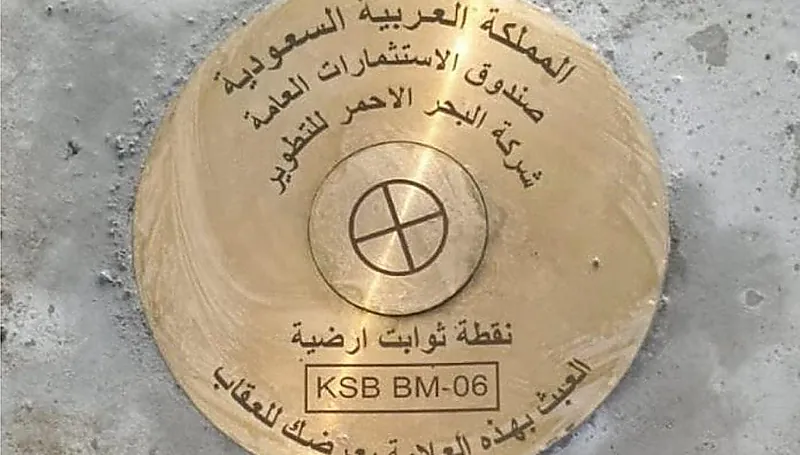 المملكة العربية السعودية
صندوق الاستثمارات العامة
شركة البحر الاحمر للتطوير
نقطة ثوابت ارضية
KSB BM-06
العبث بهذه العلامة يعرضك للعقاب